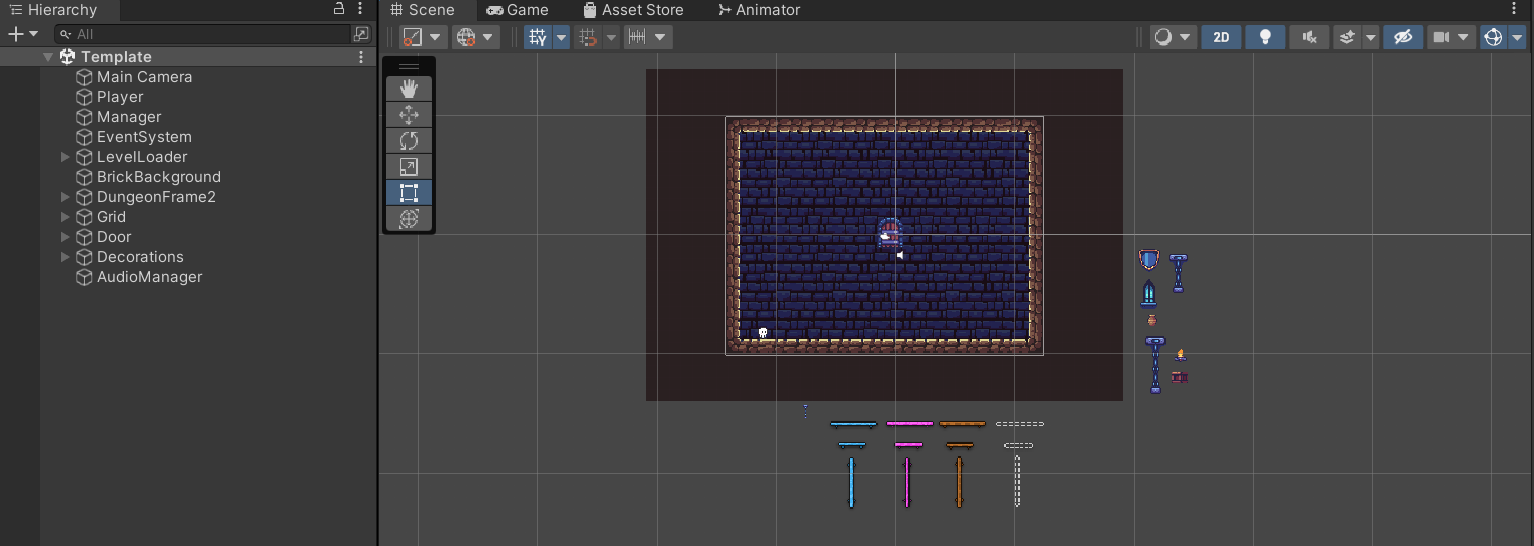 Hierarchy
All
Template
Main Camera
Player
Manager
EventSystem
LevelLoader
BrickBackground
DungeonFrame2
Grid
Door
Decorations
AudioManager
Scene Game Asset Store Animator
Y 2D